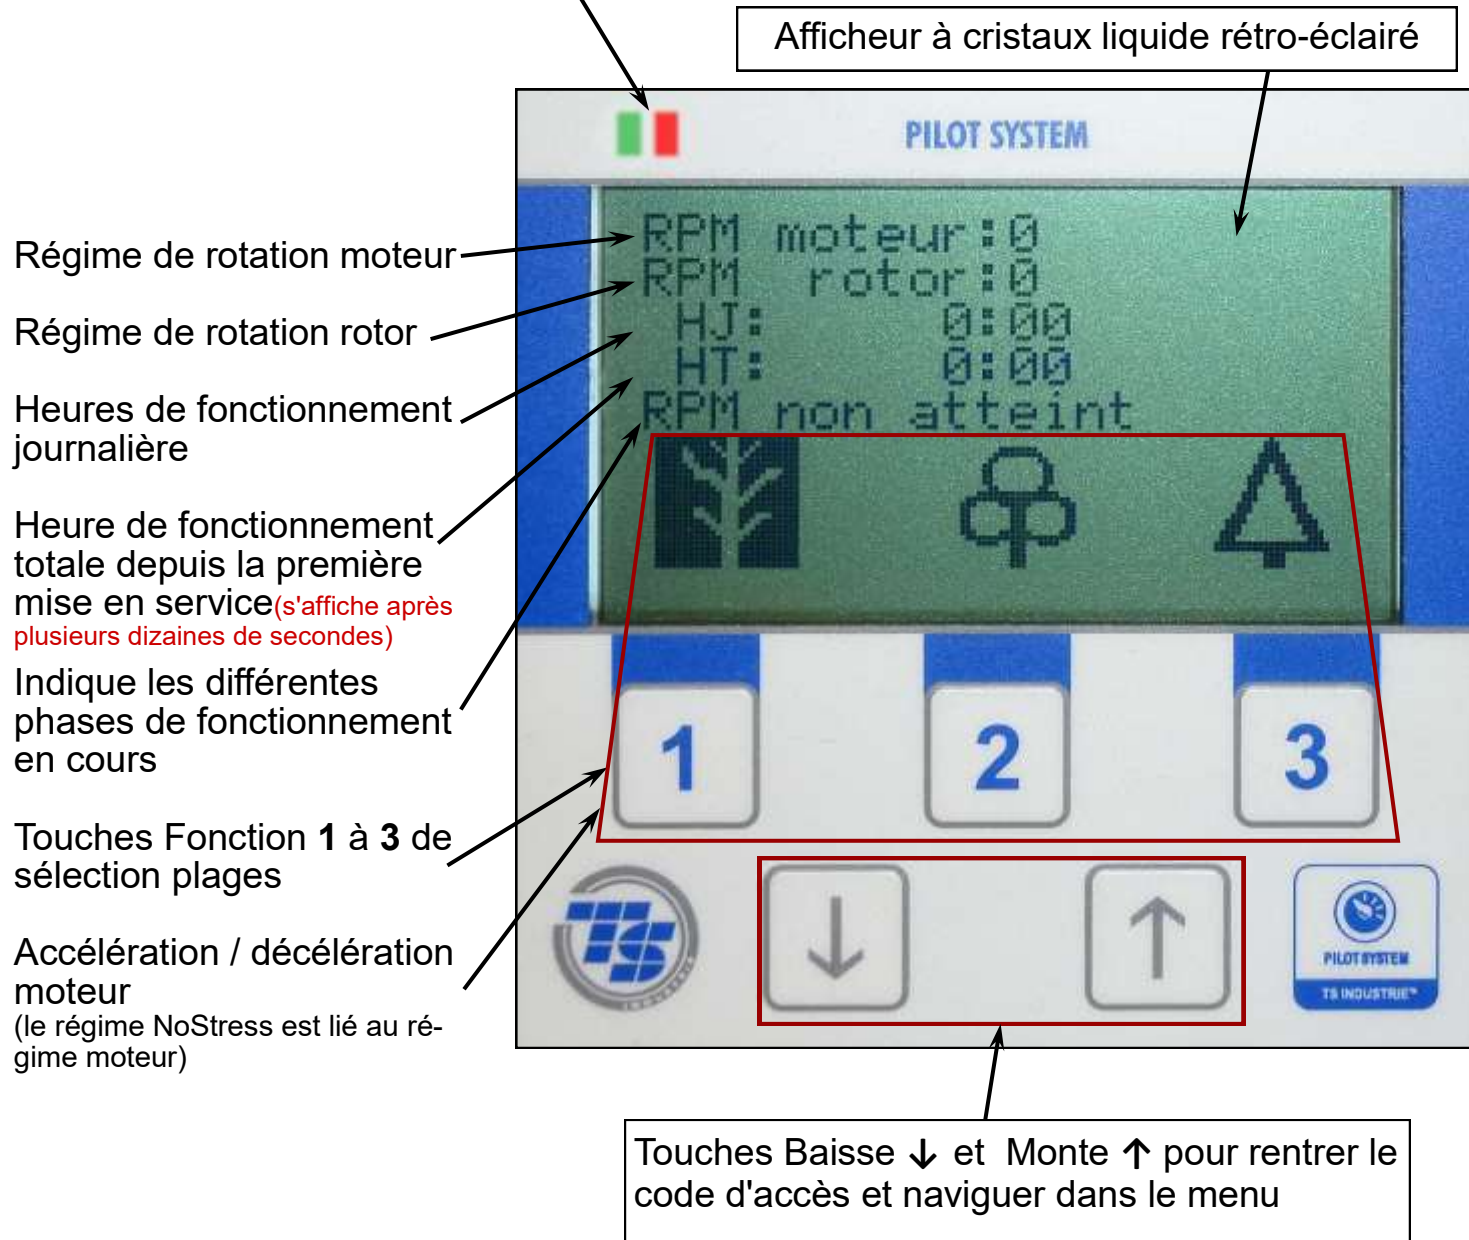 Afficheur à cristaux liquide rétro-éclairé
PILOT SYSTEM
RPM moteur:0
RPM rotor:0
HJ: 0:00
HT: 0:00
RPM non atteint
Régime de rotation moteur
Régime de rotation rotor
Heures de fonctionnement
journalière
Heure de fonctionnement
totale depuis la première
mise en service(s'affiche après
plusieurs dizaines de secondes)
Indique les différentes
phases de fonctionnement
en cours
Touches Fonction 1 à 3 de
sélection plages
Accélération / décélération
moteur
(le régime NoStress est lié au ré-
gime moteur)
1 2 3
TS
INDUSTRIE
↓ ↑
PILOT SYSTEM
TS INDUSTRIE™
Touches Baisse ↓ et Monte ↑ pour rentrer le
code d'accès et naviguer dans le menu